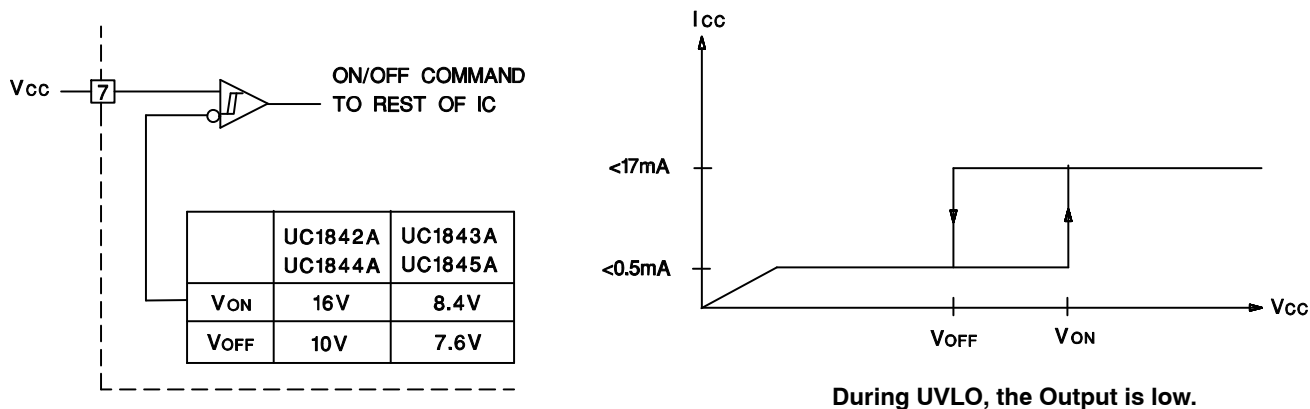 Vcc
7
ON/OFF COMMAND
TO REST OF IC
UC1842A UC1843A
UC1844A UC1845A
VON 16V 8.4V
VOFF 10V 7.6V
Icc
<17mA
<0.5mA
Vcc
VOFF VON
During UVLO, the Output is low.